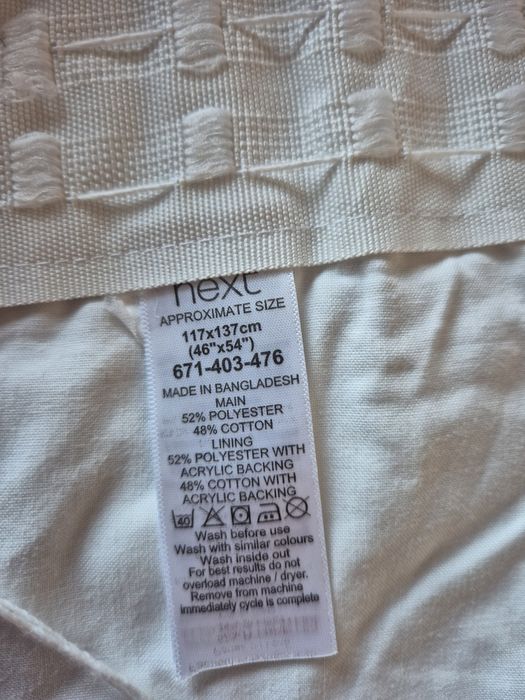 next
APPROXIMATE SIZE
117x137cm
(46"x54")
671-403-476
MADE IN BANGLADESH
MAIN
52% POLYESTER
48% COTTON
LINING
52% POLYESTER WITH
ACRYLIC BACKING
48% COTTON WITH
ACRYLIC BACKING
40
Wash before use
Wash with similar colours
Wash inside out
For best results do not
overload machine / dryer.
Remove from machine
immediately cycle is complete